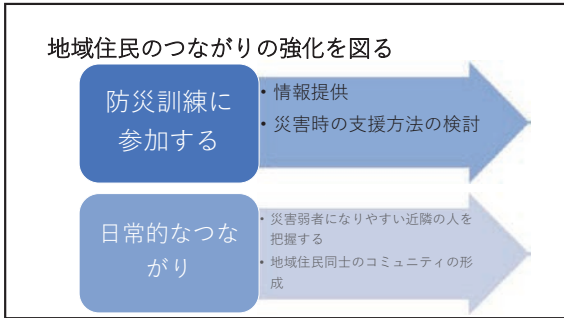 地域住民のつながりの強化を図る
防災訓練に
参加する
• 情報提供
• 災害時の支援方法の検討
日常的なつな
がり
• 災害弱者になりやすい近隣の人を
把握する
• 地域住民同士のコミュニティの形
成